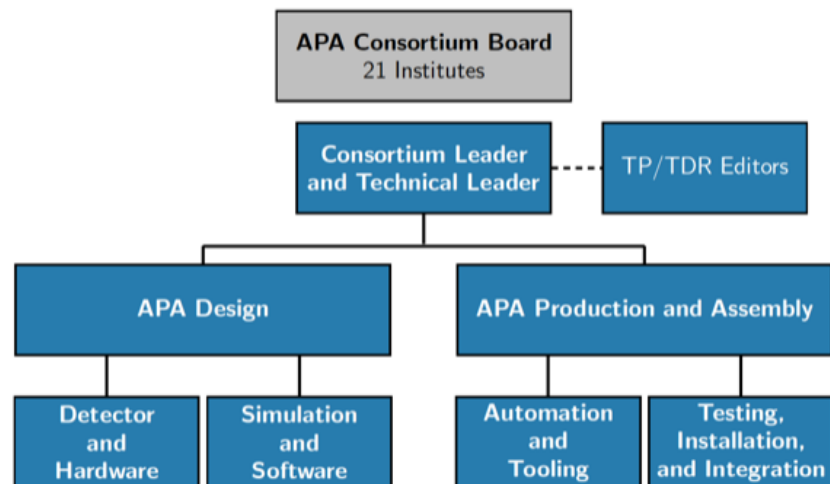 APA Consortium Board
21 Institutes
Consortium Leader
and Technical Leader
TP/TDR Editors
APA Design
APA Production and Assembly
Detector
and
Hardware
Simulation
and
Software
Automation
and
Tooling
Testing,
Installation,
and Integration